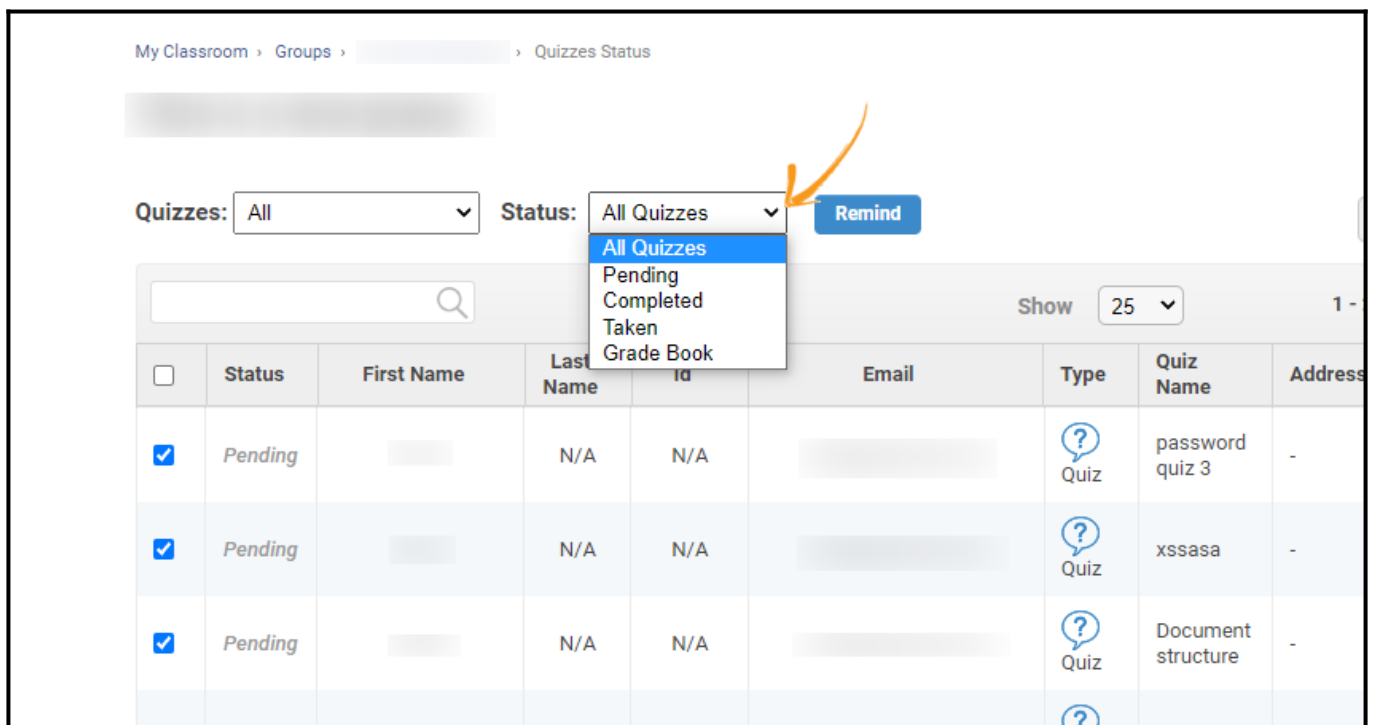 My Classroom › Groups › › Quizzes Status
Quizzes: All Status: All Quizzes Remind
All Quizzes
Pending
Completed
Taken
Grade Book
Show 25 1 -
Status First Name Last Name Id Email Type Quiz Name Address
Pending N/A N/A Quiz password quiz 3 -
Pending N/A N/A Quiz xssasa -
Pending N/A N/A Quiz Document structure -